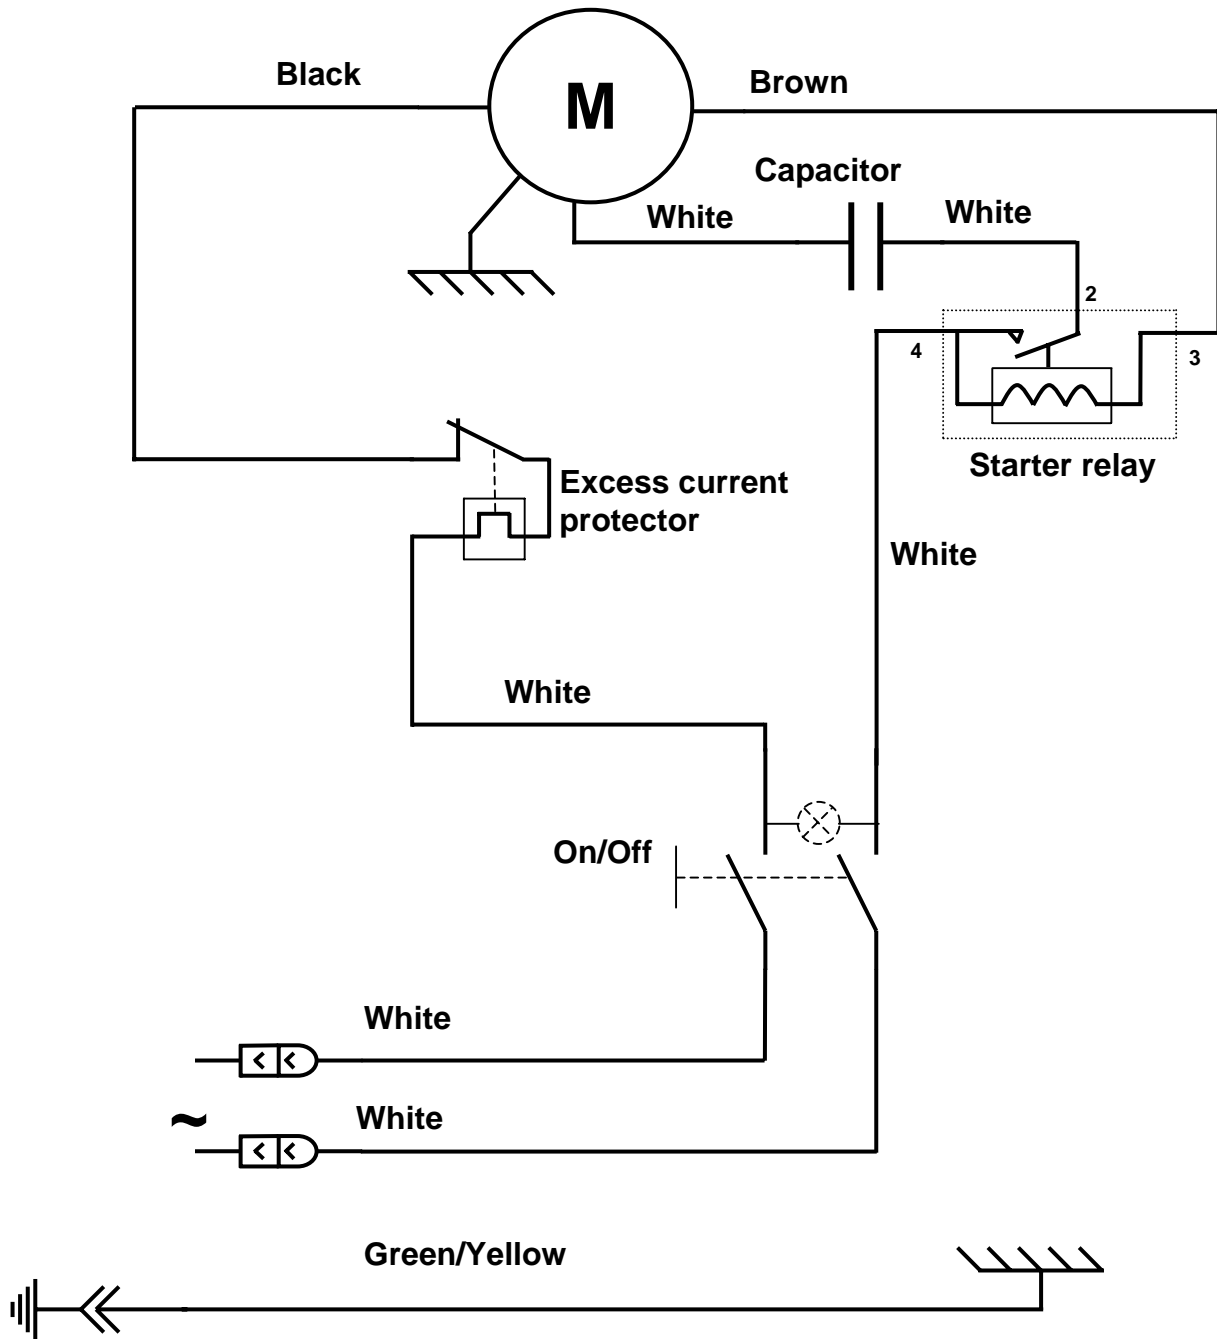 Black
M
Brown
Capacitor
White
White
2
4
3
Starter relay
Excess current
protector
White
White
On/Off
White
~
White
Green/Yellow